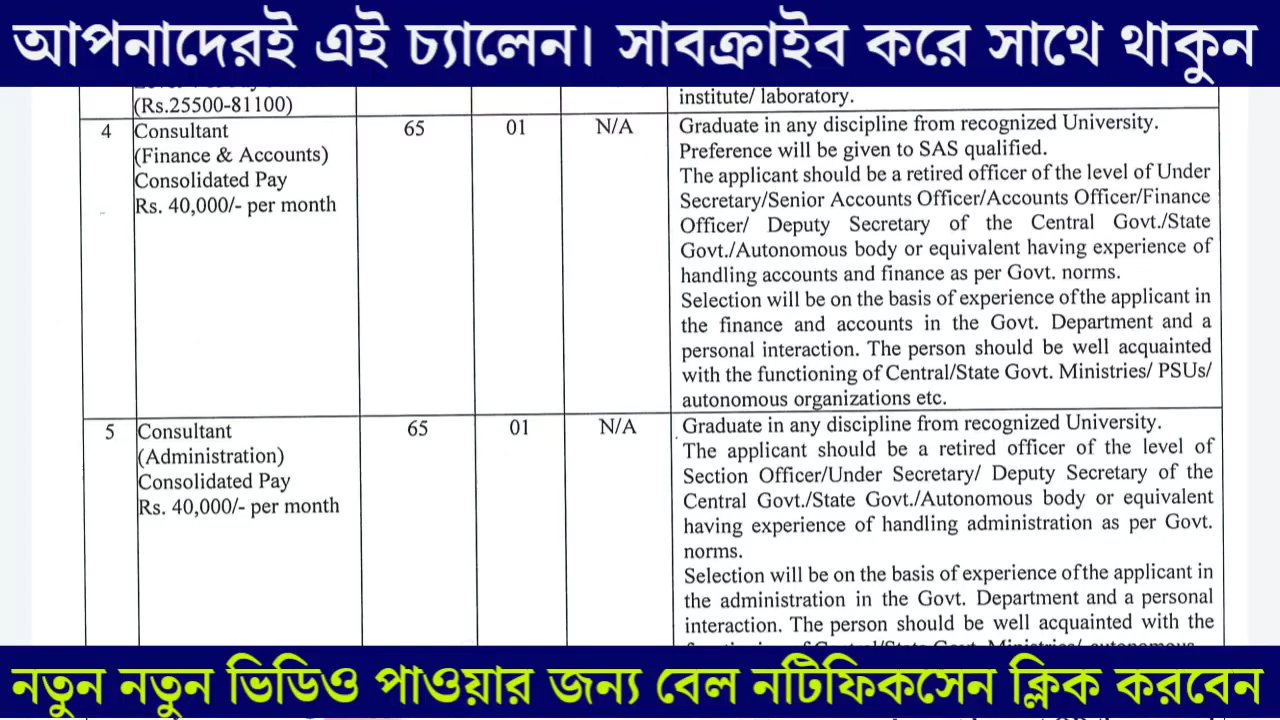 আপনাদেরই এই চ্যালেন। সাবক্রাইব করে সাথে থাকুন
(Rs.25500-81100)
institute/ laboratory.
4
Consultant
(Finance & Accounts)
Consolidated Pay
Rs. 40,000/- per month
65
01
N/A
Graduate in any discipline from recognized University.
Preference will be given to SAS qualified.
The applicant should be a retired officer of the level of Under
Secretary/Senior Accounts Officer/Accounts Officer/Finance
Officer/ Deputy Secretary of the Central Govt./State
Govt./Autonomous body or equivalent having experience of
handling accounts and finance as per Govt. norms.
Selection will be on the basis of experience of the applicant in
the finance and accounts in the Govt. Department and a
personal interaction. The person should be well acquainted
with the functioning of Central/State Govt. Ministries/ PSUs/
autonomous organizations etc.
5
Consultant
(Administration)
Consolidated Pay
Rs. 40,000/- per month
65
01
N/A
Graduate in any discipline from recognized University.
The applicant should be a retired officer of the level of
Section Officer/Under Secretary/ Deputy Secretary of the
Central Govt./State Govt./Autonomous body or equivalent
having experience of handling administration as per Govt.
norms.
Selection will be on the basis of experience of the applicant in
the administration in the Govt. Department and a personal
interaction. The person should be well acquainted with the
নতুন নতুন ভিডিও পাওয়ার জন্য বেল নটিফিকসেন ক্লিক করবেন